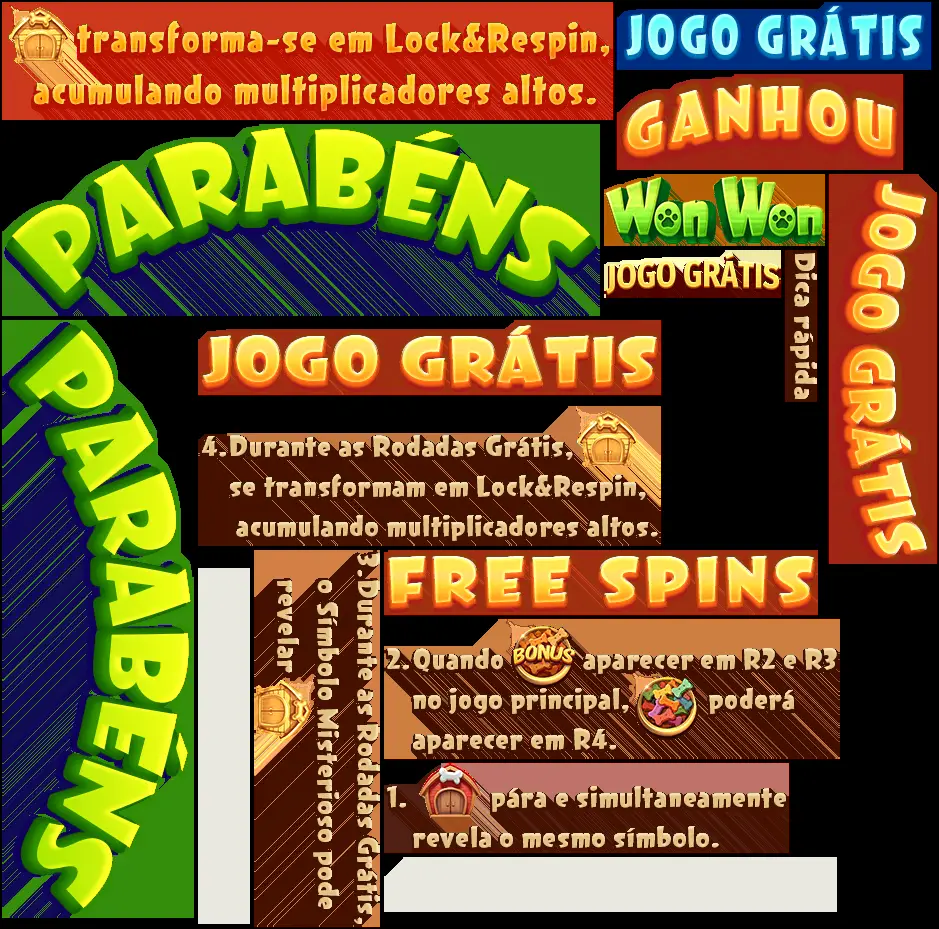 transforma-se em Lock&Respin,
acumulando multiplicadores altos.
JOGO GRÁTIS
GANHOU
PARABÉNS
Won Won
JOGO GRÁTIS
Dica rápida
JOGO GRÁTIS
PARABÉNS
JOGO GRÁTIS
4.Durante as Rodadas Grátis,
se transformam em Lock&Respin,
acumulando multiplicadores altos.
3.Durante as Rodadas Grátis,
o Símbolo Misterioso pode
revelar
FREE SPINS
2.Quando BONUS aparecer em R2 e R3
no jogo principal, poderá
aparecer em R4.
1. pára e simultaneamente
revela o mesmo símbolo.